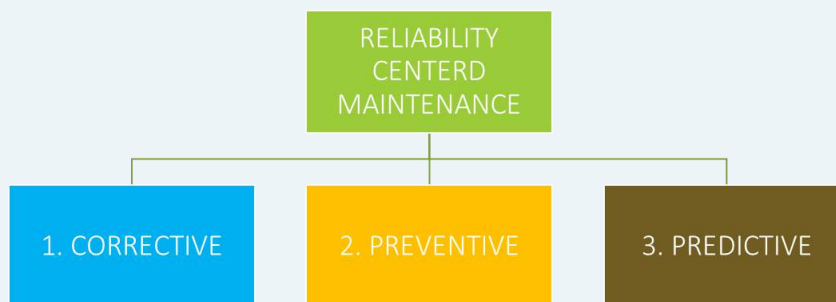 RELIABILITY
CENTERD
MAINTENANCE
1. CORRECTIVE
2. PREVENTIVE
3. PREDICTIVE